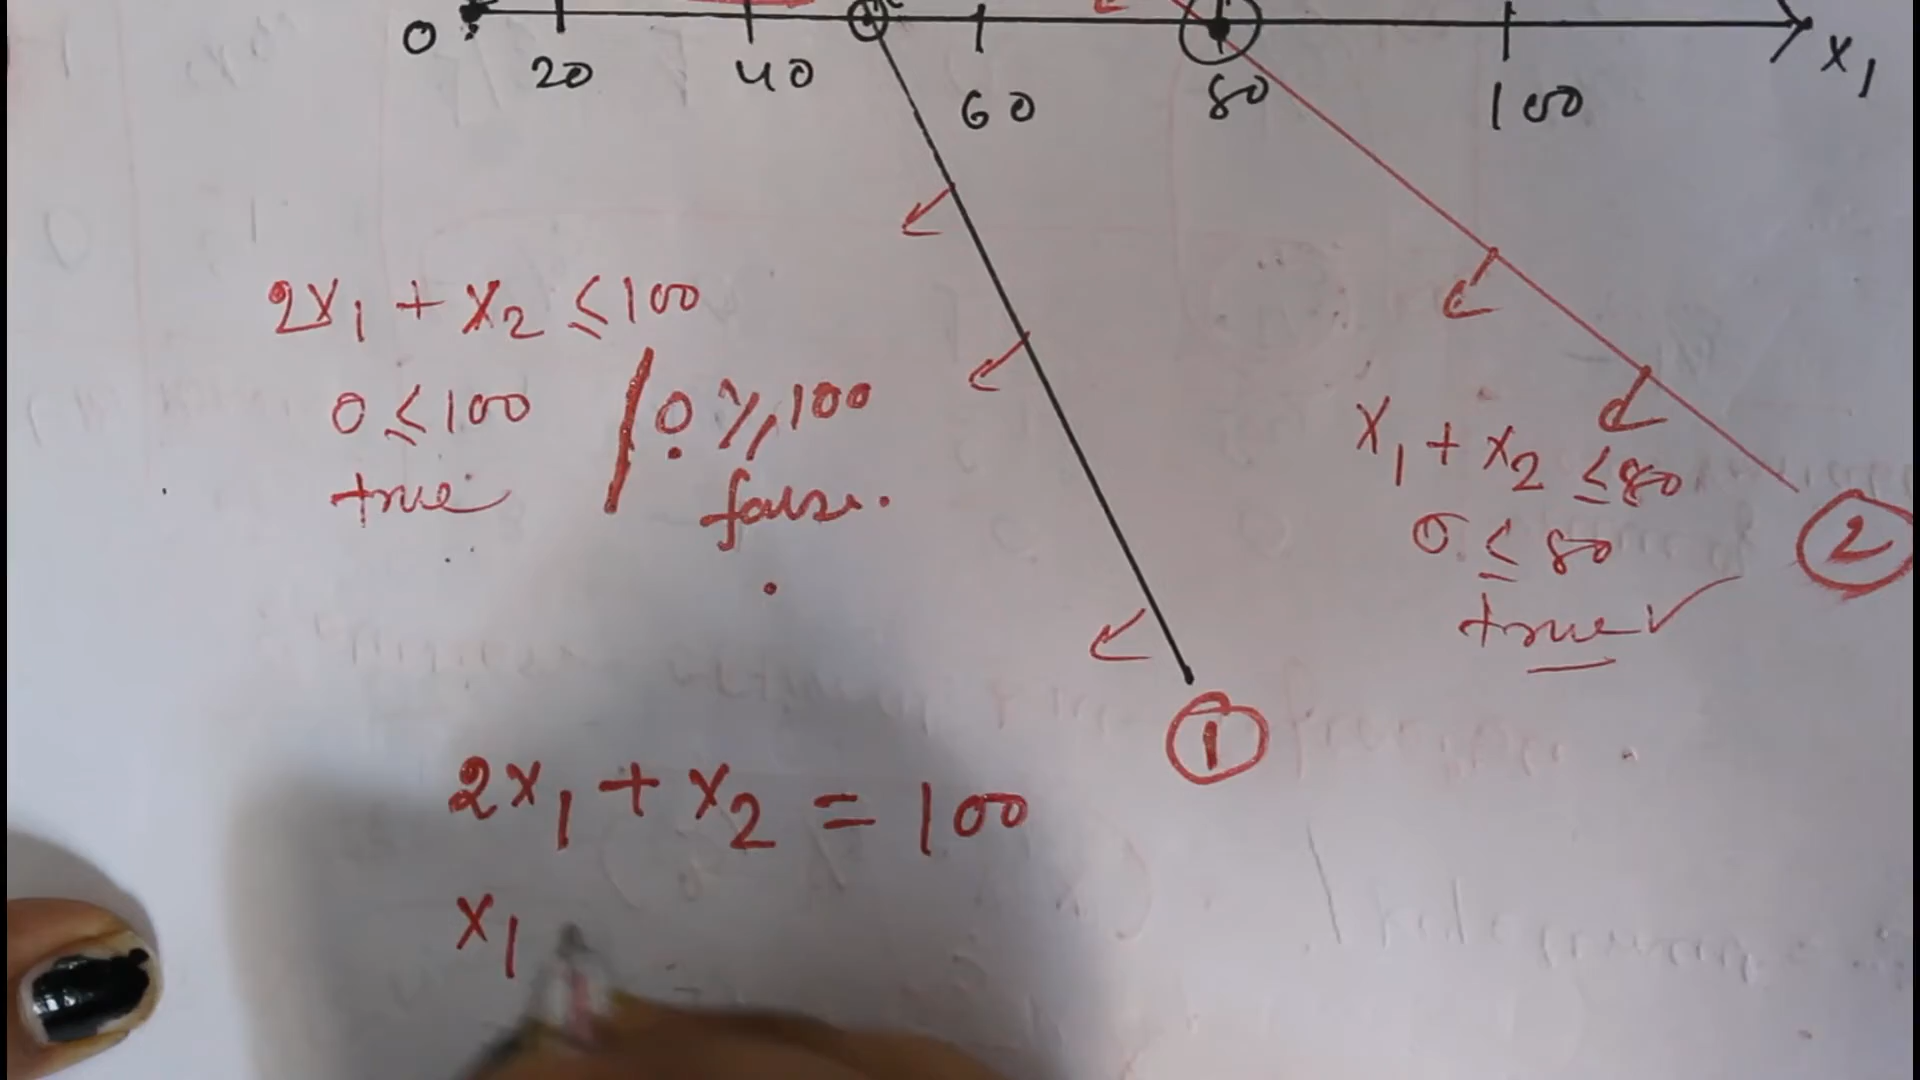 0 20 40 60 80 100 x₁
2x₁ + x₂ ≤ 100
0 ≤ 100 / 0 ≥ 100
true false.
x₁ + x₂ ≤ 80
0 ≤ 80
true ✓
2
1
2x₁ + x₂ = 100
x₁